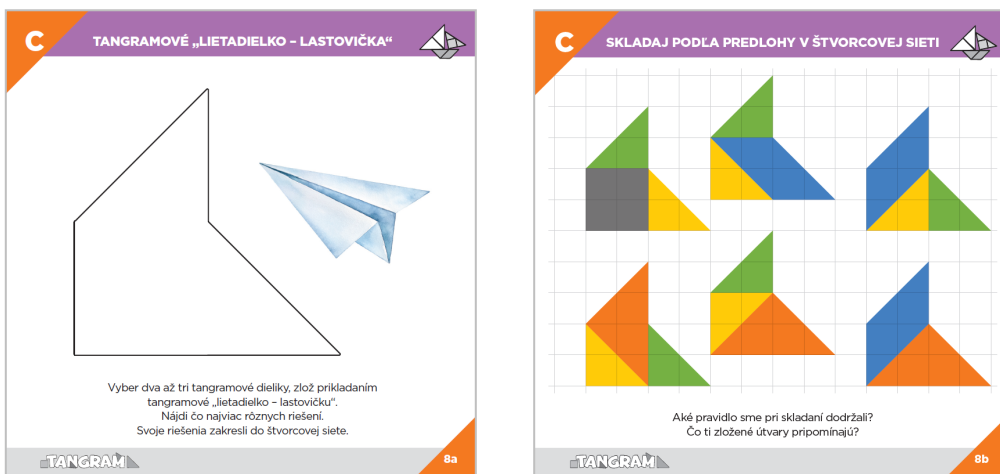 C
TANGRAMOVÉ „LIETADIELKO – LASTOVIČKA“
Vyber dva až tri tangramové dieliky, zlož prikladaním
tangramové „lietadielko – lastovičku“.
Nájdi čo najviac rôznych riešení.
Svoje riešenia zakresli do štvorcovej siete.
TANGRAM
8a
C
SKLADAJ PODĽA PREDLOHY V ŠTVORCOVEJ SIETI
Aké pravidlo sme pri skladaní dodržali?
Čo ti zložené útvary pripomínajú?
TANGRAM
8b